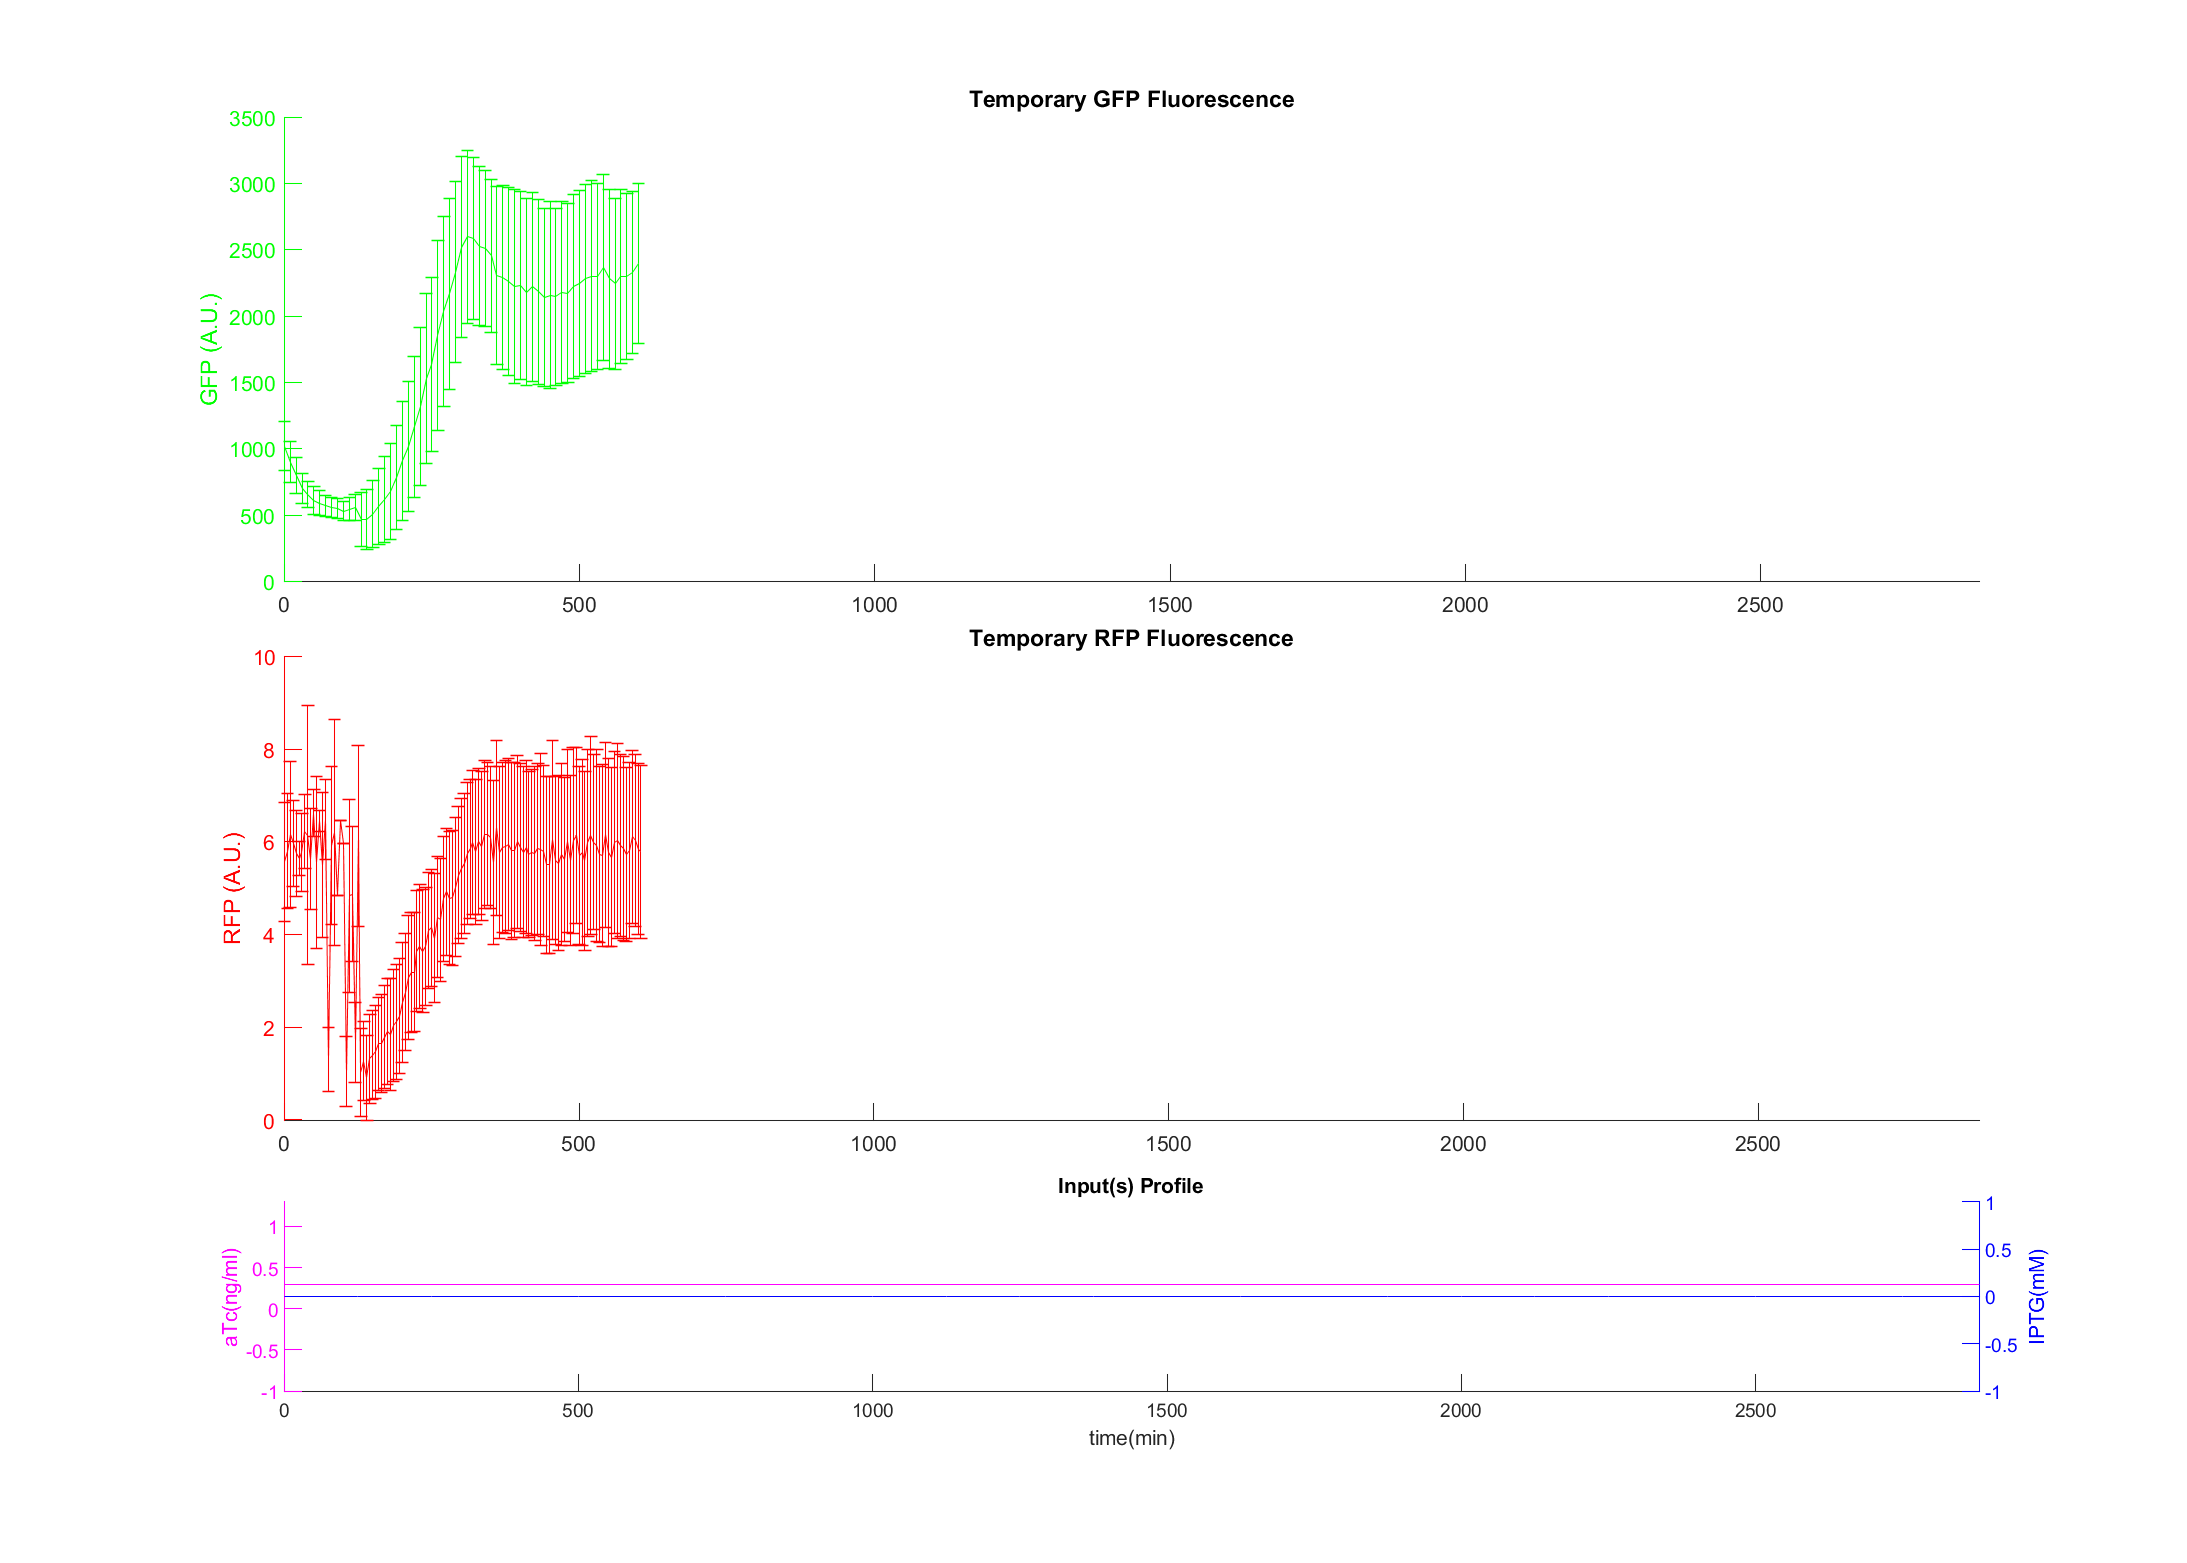 Temporary GFP Fluorescence
3500
3000
2500
2000
1500
1000
500
0
GFP (A.U.)
0 500 1000 1500 2000 2500
Temporary RFP Fluorescence
10
8
6
4
2
0
RFP (A.U.)
0 500 1000 1500 2000 2500
Input(s) Profile
1
0.5
0
-0.5
-1
aTc(ng/ml)
1
0.5
0
-0.5
-1
IPTG(mM)
0 500 1000 1500 2000 2500
time(min)